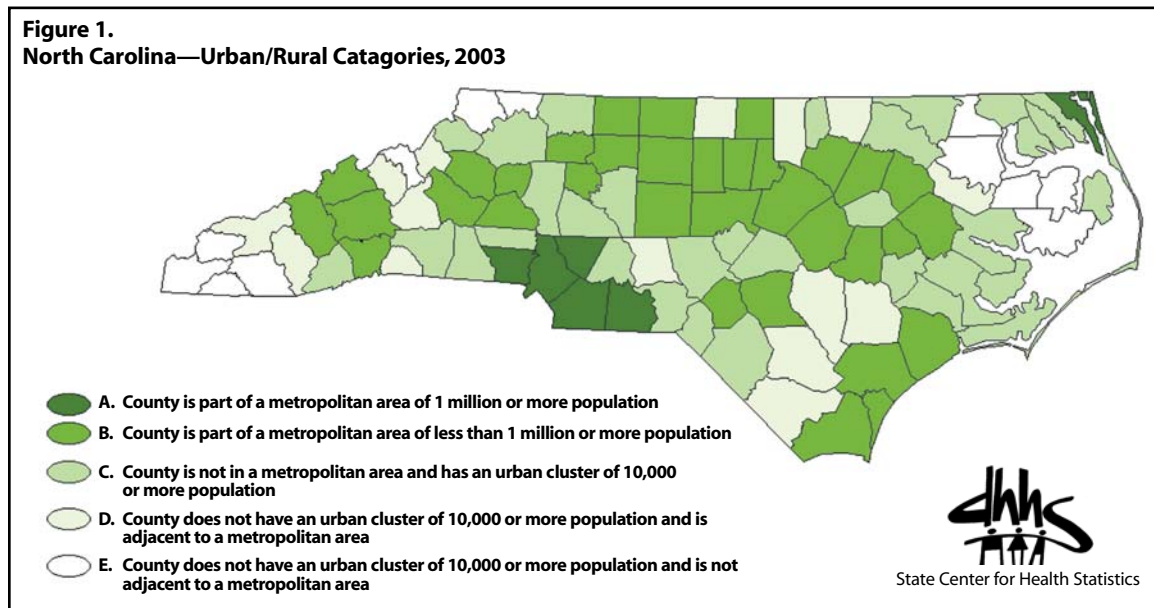 Figure 1.
North Carolina—Urban/Rural Catagories, 2003
A. County is part of a metropolitan area of 1 million or more population
B. County is part of a metropolitan area of less than 1 million or more population
C. County is not in a metropolitan area and has an urban cluster of 10,000
or more population
D. County does not have an urban cluster of 10,000 or more population and is
adjacent to a metropolitan area
E. County does not have an urban cluster of 10,000 or more population and is not
adjacent to a metropolitan area
dhhs
State Center for Health Statistics